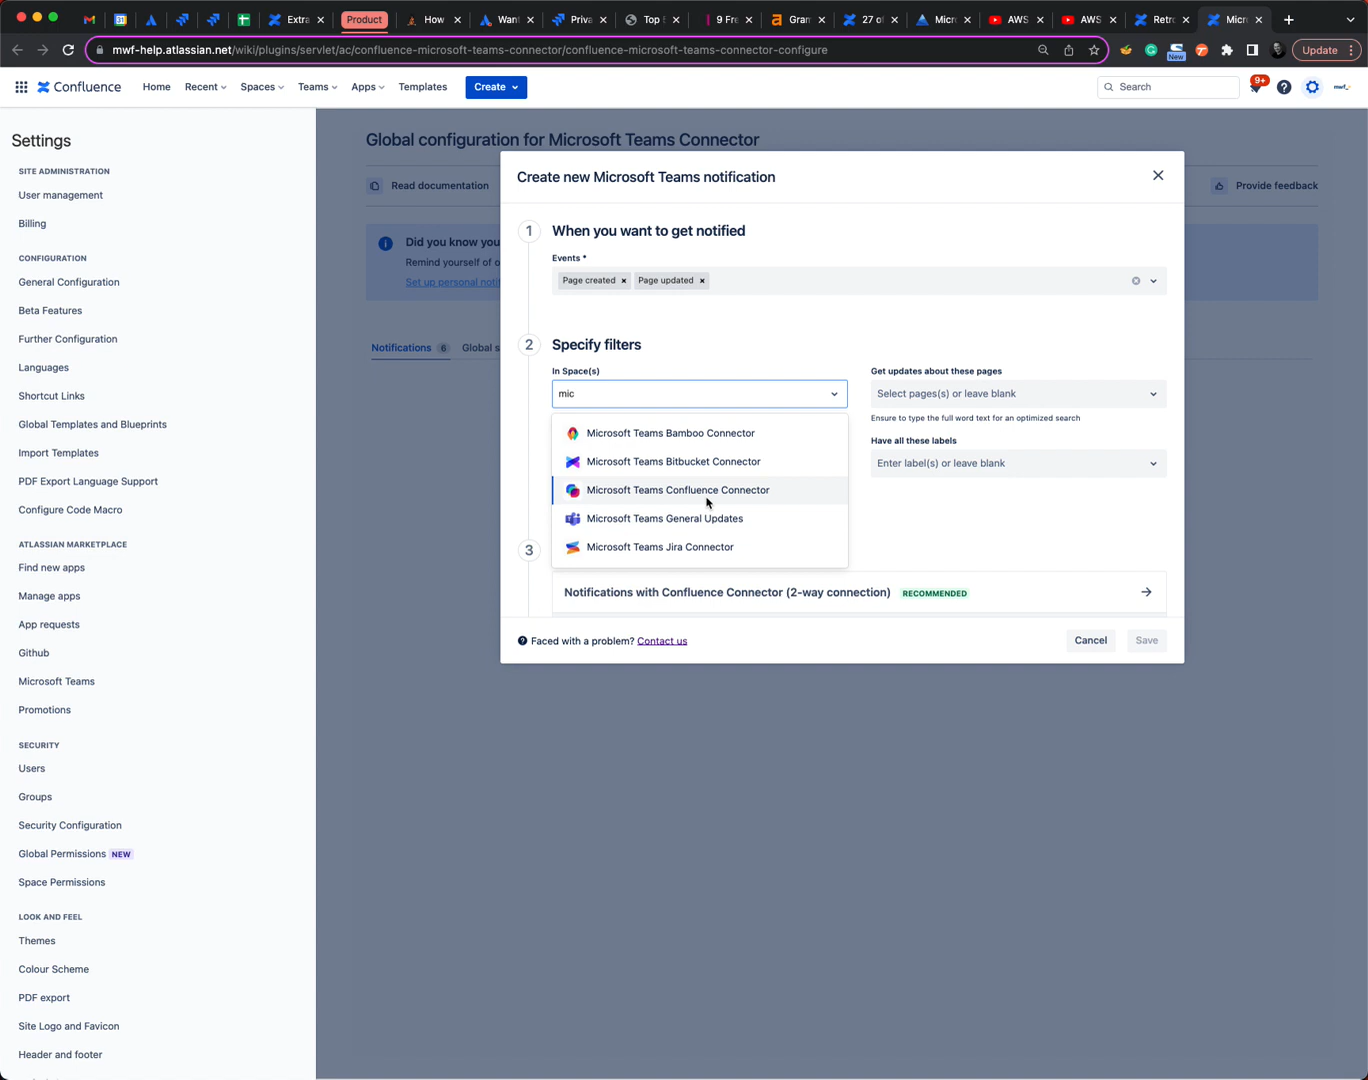 Extra
Product
How
Want
Priva
Top E
9 Fre
Gram
27 of
Micro
AWS
AWS
Retro
Micro
mwf-help.atlassian.net/wiki/plugins/servlet/ac/confluence-microsoft-teams-connector/confluence-microsoft-teams-connector-configure
New
Update
Confluence
Home
Recent
Spaces
Teams
Apps
Templates
Create
Search
9+
Settings
SITE ADMINISTRATION
User management
Billing
CONFIGURATION
General Configuration
Beta Features
Further Configuration
Languages
Shortcut Links
Global Templates and Blueprints
Import Templates
PDF Export Language Support
Configure Code Macro
ATLASSIAN MARKETPLACE
Find new apps
Manage apps
App requests
Github
Microsoft Teams
Promotions
SECURITY
Users
Groups
Security Configuration
Global Permissions NEW
Space Permissions
LOOK AND FEEL
Themes
Colour Scheme
PDF export
Site Logo and Favicon
Header and footer
Global configuration for Microsoft Teams Connector
Read documentation
Provide feedback
Did you know you
Remind yourself of o
Set up personal notif
Notifications 6
Global s
Create new Microsoft Teams notification
1
When you want to get notified
Events *
Page created
Page updated
2
Specify filters
In Space(s)
mic
Microsoft Teams Bamboo Connector
Microsoft Teams Bitbucket Connector
Microsoft Teams Confluence Connector
Microsoft Teams General Updates
Microsoft Teams Jira Connector
Get updates about these pages
Select pages(s) or leave blank
Ensure to type the full word text for an optimized search
Have all these labels
Enter label(s) or leave blank
3
Notifications with Confluence Connector (2-way connection) RECOMMENDED
Faced with a problem? Contact us
Cancel
Save